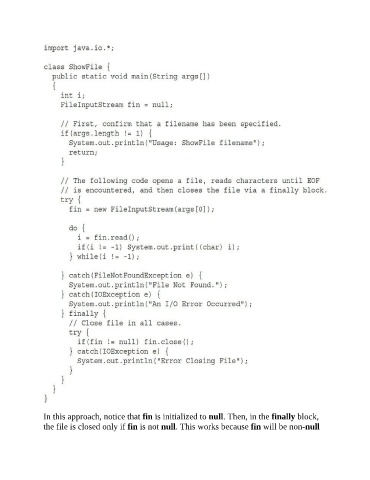 import java.io.*;
class ShowFile {
public static void main(String args[])
{
int i;
FileInputStream fin = null;
// First, confirm that a filename has been specified.
if(args.length != 1) {
System.out.println("Usage: ShowFile filename");
return;
}
// The following code opens a file, reads characters until EOF
// is encountered, and then closes the file via a finally block.
try {
fin = new FileInputStream(args[0]);
do {
i = fin.read();
if(i != -1) System.out.print((char) i);
} while(i != -1);
} catch(FileNotFoundException e) {
System.out.println("File Not Found.");
} catch(IOException e) {
System.out.println("An I/O Error Occurred");
} finally {
// Close file in all cases.
try {
if(fin != null) fin.close();
} catch(IOException e) {
System.out.println("Error Closing File");
}
}
}
}
In this approach, notice that fin is initialized to null. Then, in the finally block,
the file is closed only if fin is not null. This works because fin will be non-null